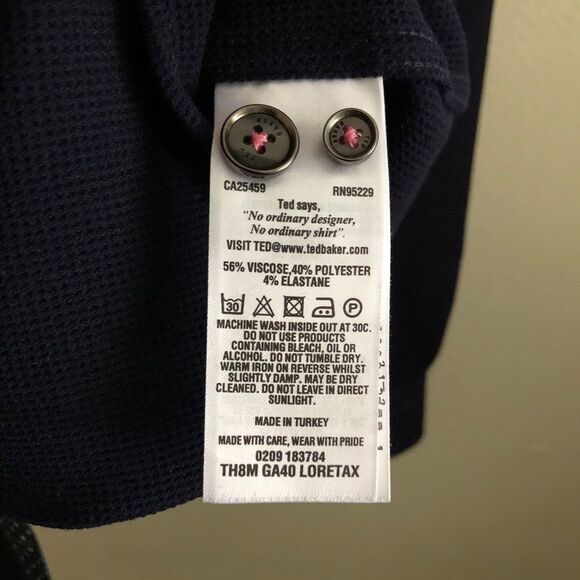 CA25459 RN95229
Ted says,
"No ordinary designer,
No ordinary shirt".
VISIT TED@www.tedbaker.com
56% VISCOSE,40% POLYESTER
4% ELASTANE
30 P
MACHINE WASH INSIDE OUT AT 30C.
DO NOT USE PRODUCTS
CONTAINING BLEACH, OIL OR
ALCOHOL. DO NOT TUMBLE DRY.
WARM IRON ON REVERSE WHILST
SLIGHTLY DAMP. MAY BE DRY
CLEANED. DO NOT LEAVE IN DIRECT
SUNLIGHT.
MADE IN TURKEY
MADE WITH CARE, WEAR WITH PRIDE
0209 183784
TH8M GA40 LORETAX